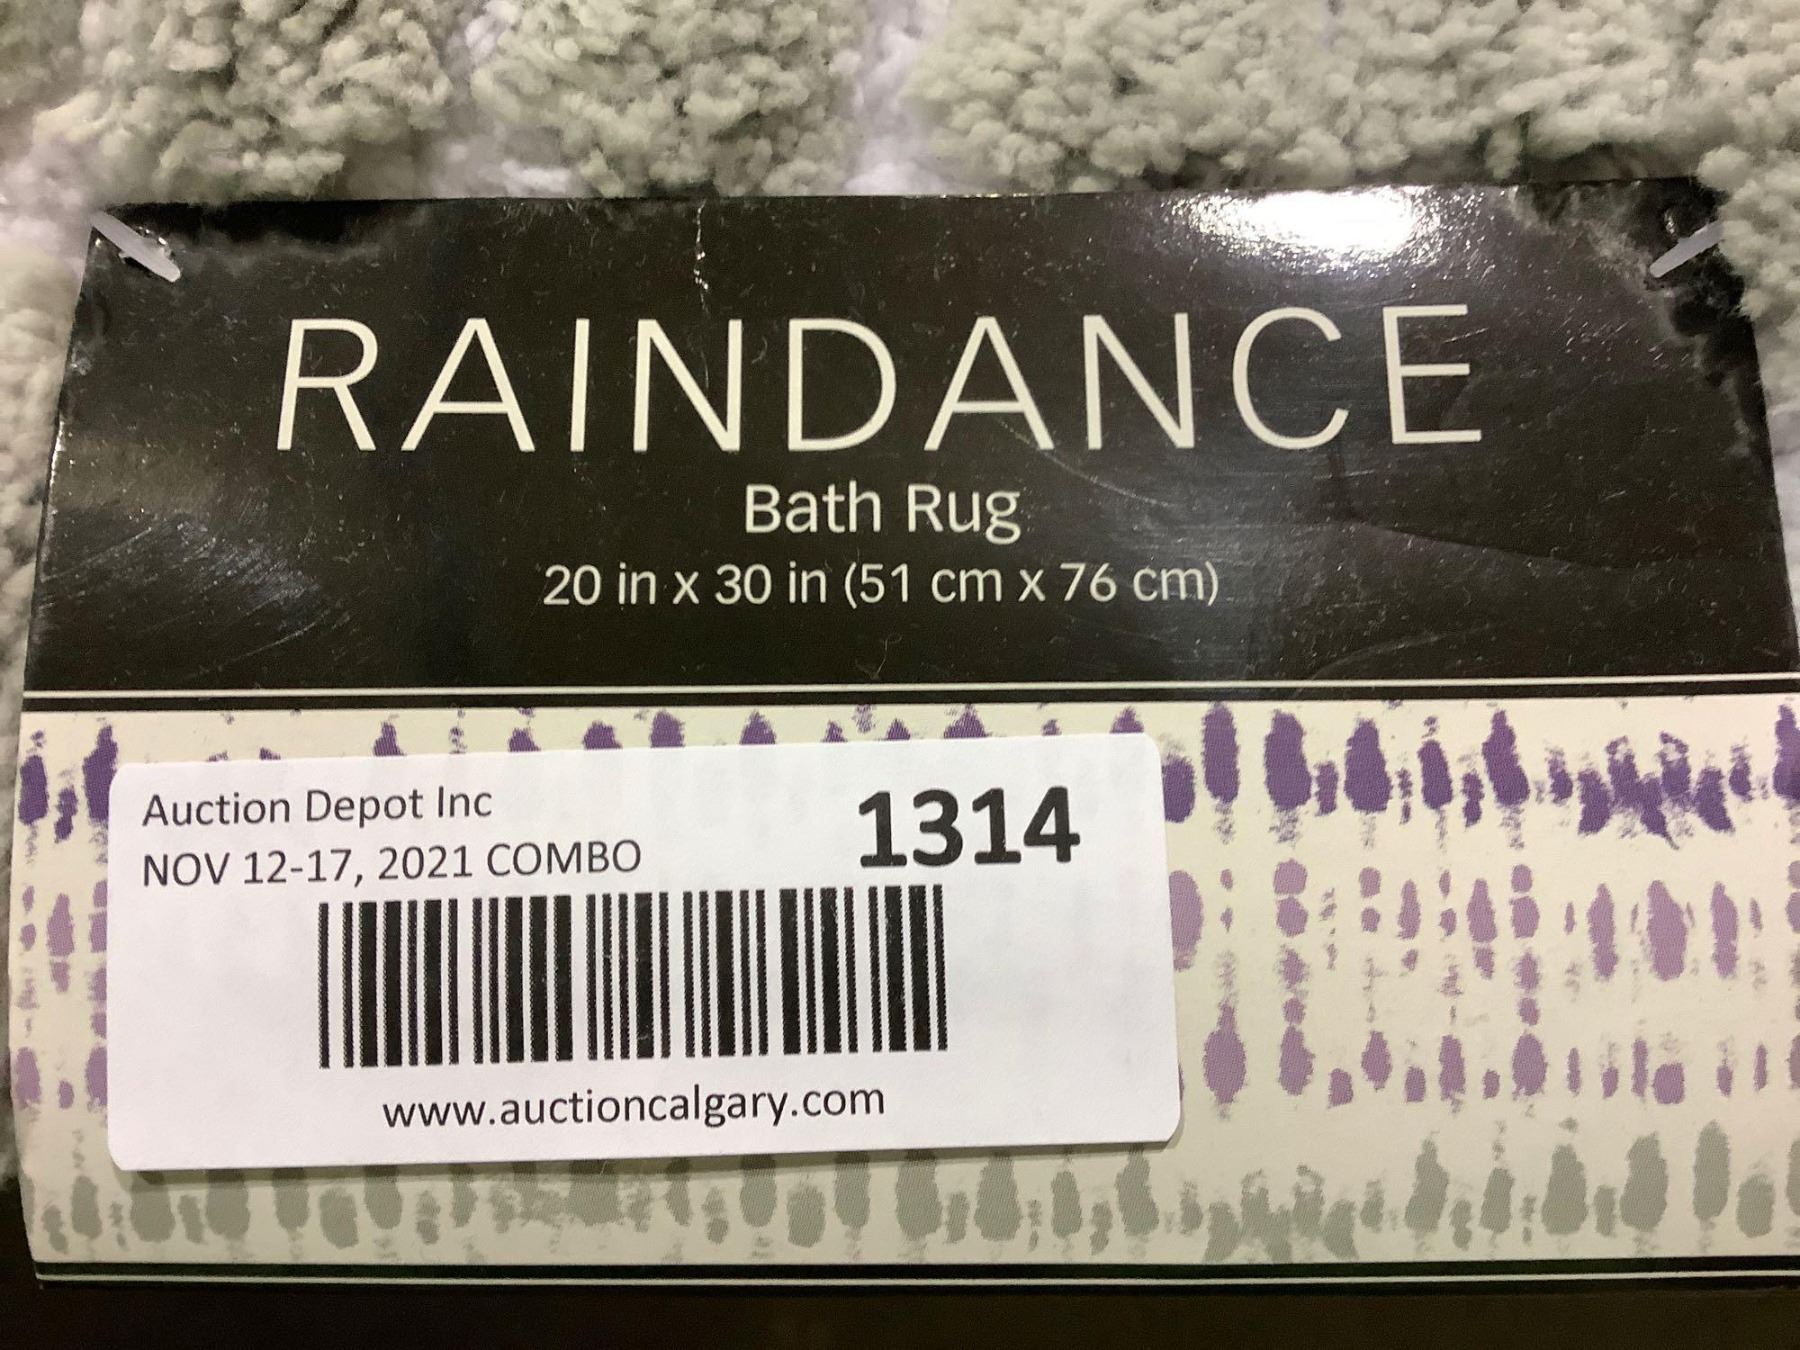 RAINDANCE
Bath Rug
20 in x 30 in (51 cm x 76 cm)
Auction Depot Inc
1314
NOV 12-17, 2021 COMBO
www.auctioncalgary.com